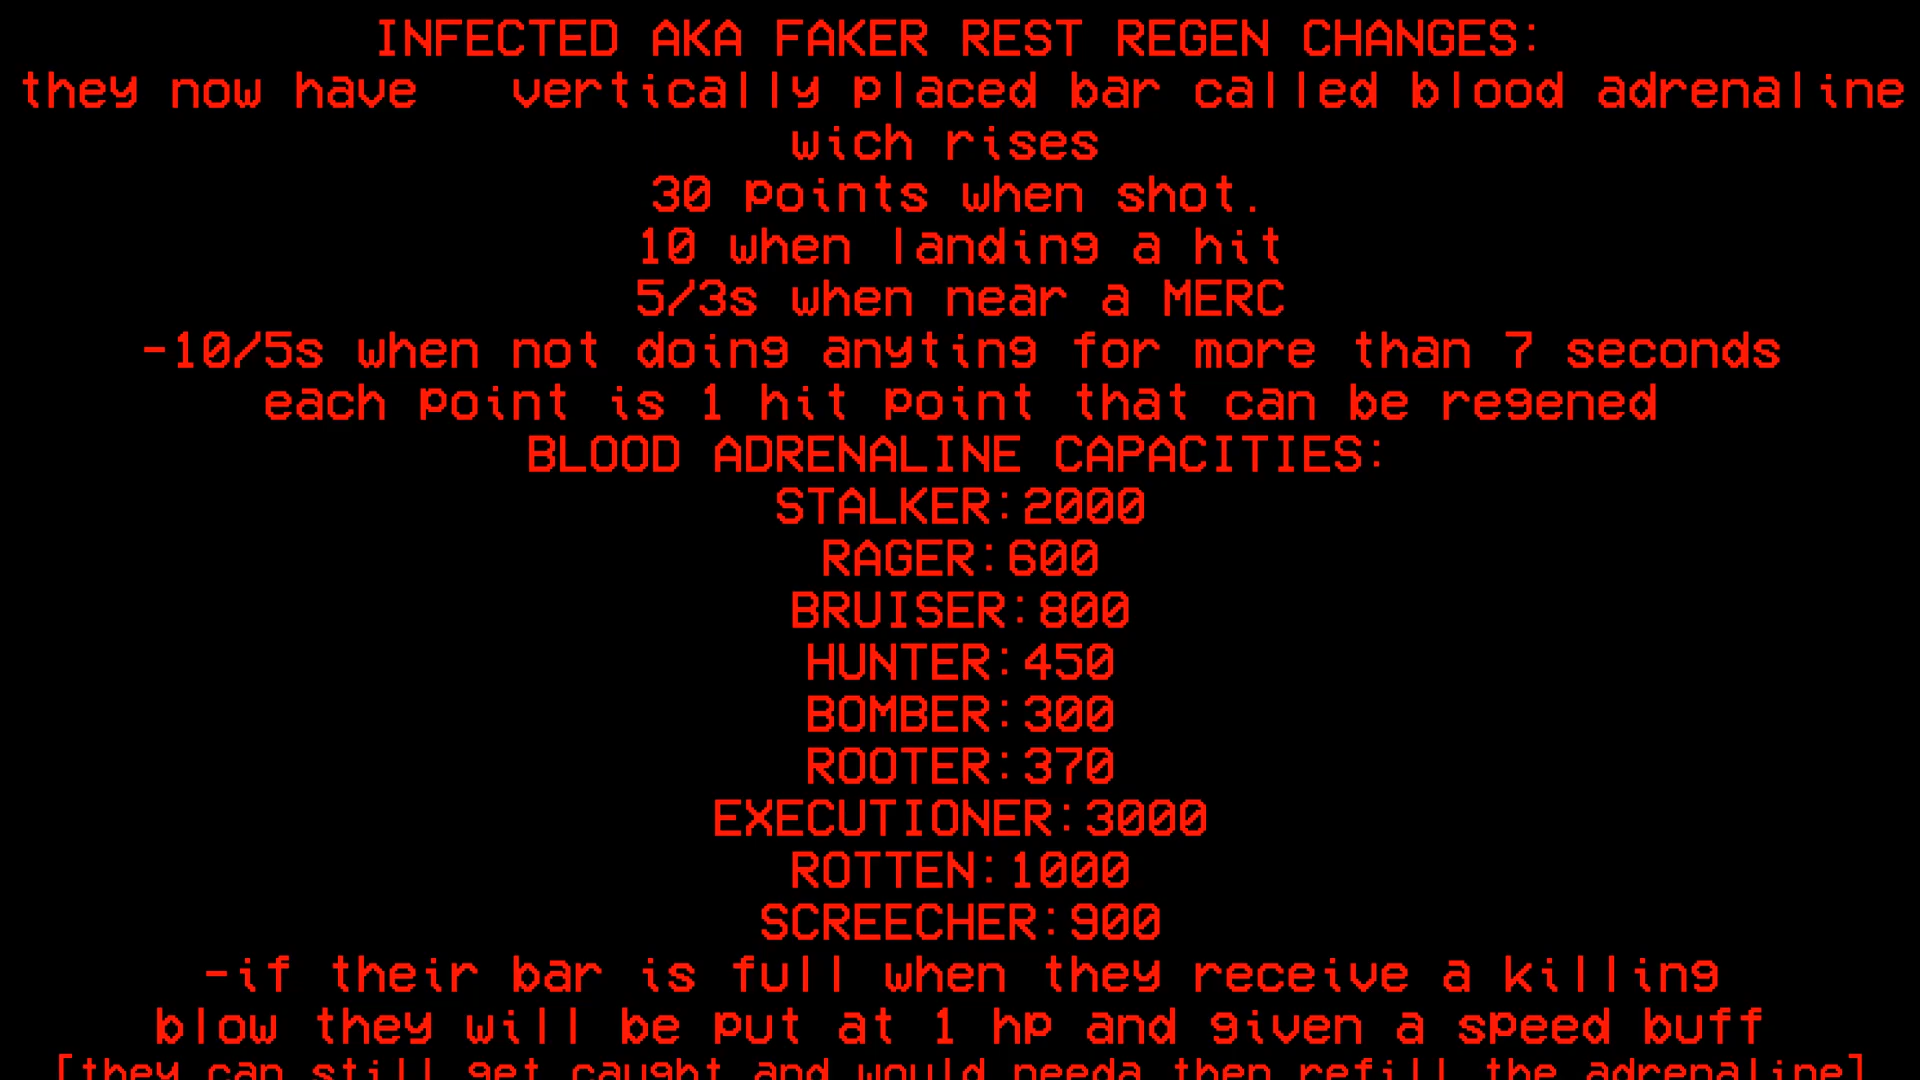 INFECTED AKA FAKER REST REGEN CHANGES:
they now have vertically placed bar called blood adrenaline
wich rises
30 points when shot.
10 when landing a hit
5/3s when near a MERC
-10/5s when not doing anyting for more than 7 seconds
each point is 1 hit point that can be regened
BLOOD ADRENALINE CAPACITIES:
STALKER:2000
RAGER:600
BRUISER:800
HUNTER:450
BOMBER:300
ROOTER:370
EXECUTIONER:3000
ROTTEN:1000
SCREECHER:900
-if their bar is full when they receive a killing
blow they will be put at 1 hp and given a speed buff
[they can still get caught and would needa then refill the adrenaline]